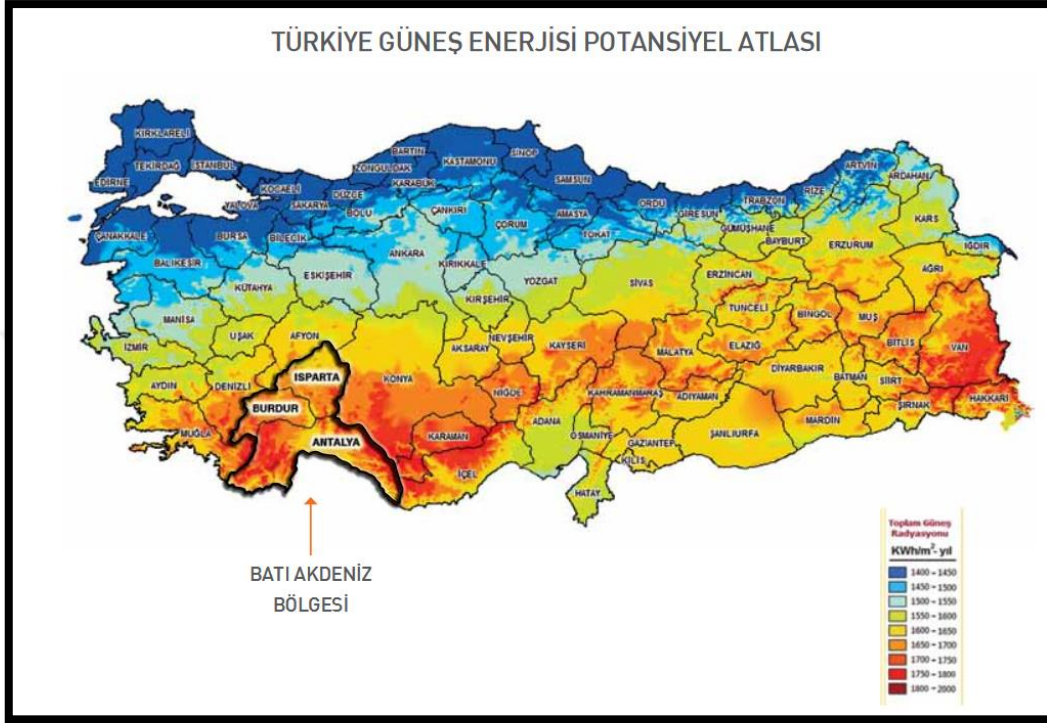 TÜRKİYE GÜNEŞ ENERJİSİ POTANSİYEL ATLASI
KIRKLARELİ
EDİRNE
TEKİRDAĞ
İSTANBUL
KOCAELİ
YALOVA
SAKARYA
DÜZCE
ZONGULDAK
BARTIN
KARABÜK
KASTAMONU
SİNOP
SAMSUN
ORDU
GİRESUN
TRABZON
RİZE
ARTVİN
ARDAHAN
ÇANAKKALE
BURSA
BİLECİK
BOLU
ÇANKIRI
ÇORUM
AMASYA
TOKAT
GÜMÜŞHANE
BAYBURT
ERZURUM
KARS
IĞDIR
BALIKESİR
KÜTAHYA
ESKİŞEHİR
ANKARA
KIRIKKALE
YOZGAT
SİVAS
ERZİNCAN
AĞRI
MANİSA
UŞAK
AFYON
KIRŞEHİR
NEVŞEHİR
KAYSERİ
MALATYA
TUNCELİ
ELAZIĞ
BİNGÖL
MUŞ
BİTLİS
VAN
İZMİR
AYDIN
DENİZLİ
ISPARTA
KONYA
AKSARAY
NİĞDE
KAHRAMANMARAŞ
ADIYAMAN
DİYARBAKIR
BATMAN
SİİRT
ŞIRNAK
HAKKARİ
MUĞLA
BURDUR
ANTALYA
KARAMAN
İÇEL
ADANA
OSMANİYE
GAZİANTEP
KİLİS
ŞANLIURFA
MARDİN
HATAY
BATI AKDENİZ
BÖLGESİ
Toplam Güneş
Radyasyonu
KWh/m²-yıl
1400 - 1450
1450 - 1500
1500 - 1550
1550 - 1600
1600 - 1650
1650 - 1700
1700 - 1750
1750 - 1800
1800 - 2000